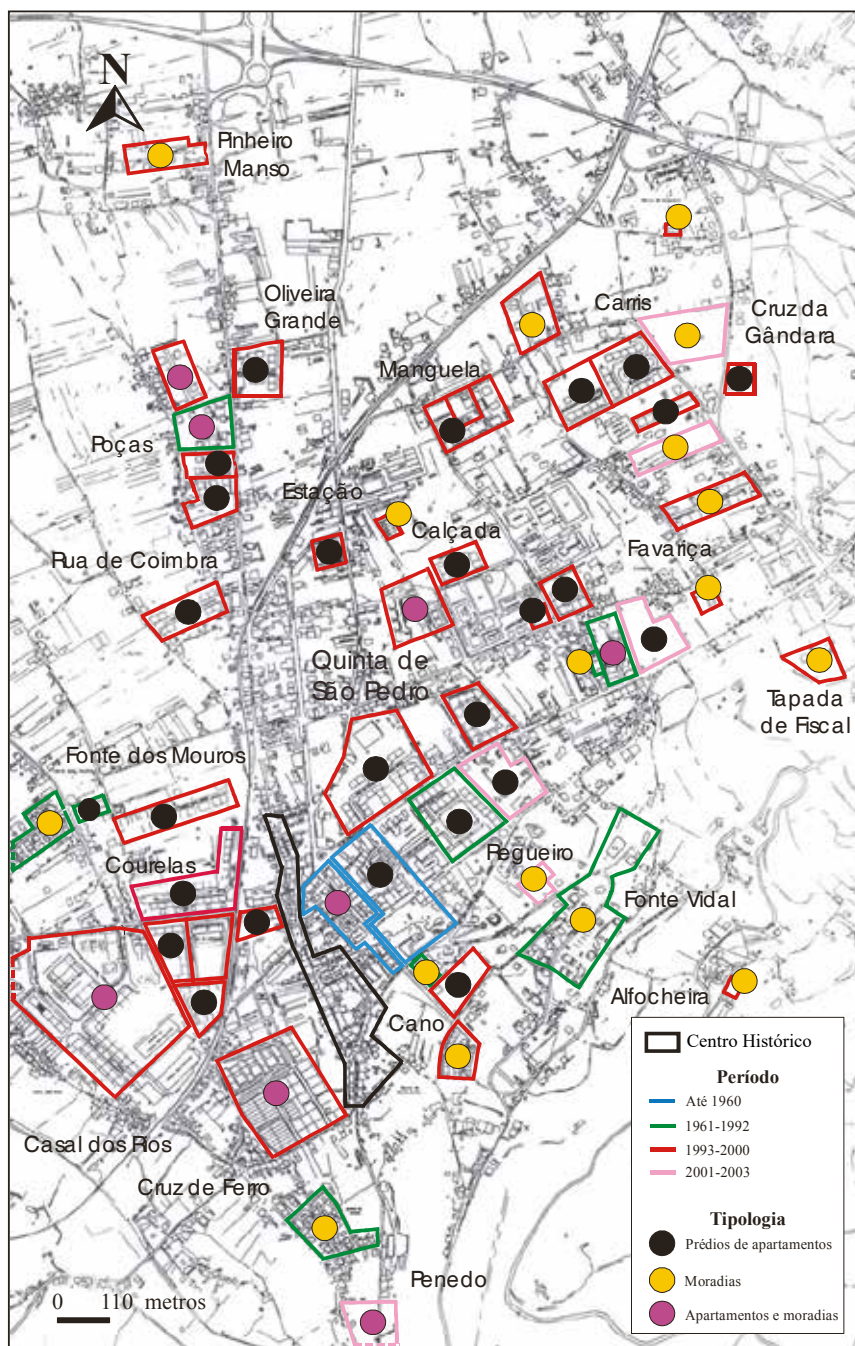 N
Pinheiro
Manso
Oliveira
Grande
Carris
Cruz da
Gândara
Manguela
Poças
Estação
Calçada
Rua de Coimbra
Favariça
Quinta de
São Pedro
Tapada
de Fiscal
Fonte dos Mouros
Courelas
Regueiro
Fonte Vidal
Alfocheira
Cano
Casal dos Rios
Cruz de Ferro
Penedo
0 110 metros
Centro Histórico
Período
Até 1960
1961-1992
1993-2000
2001-2003
Tipologia
Prédios de apartamentos
Moradias
Apartamentos e moradias